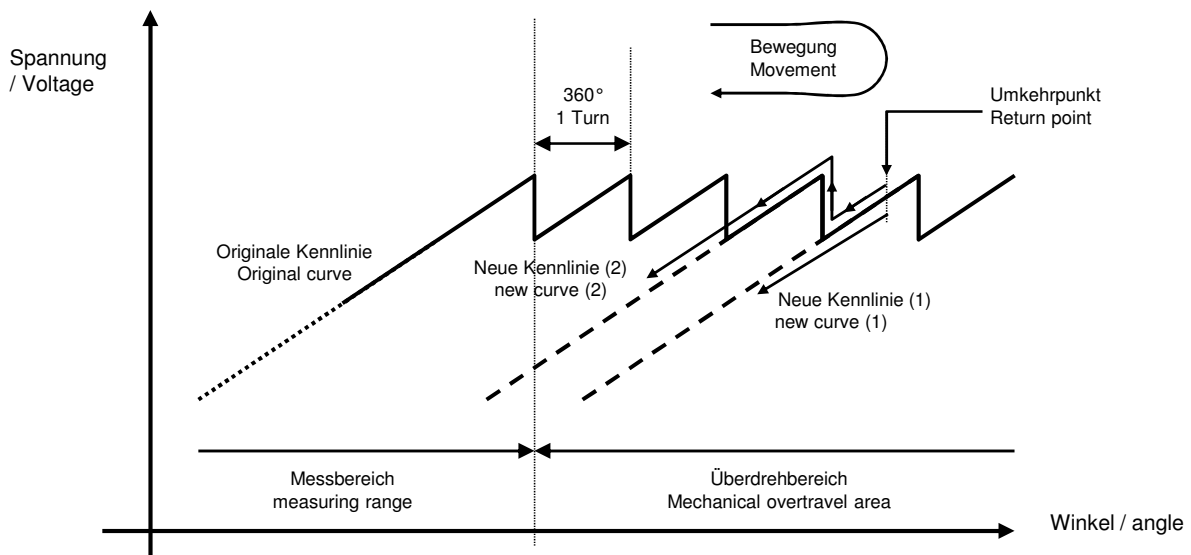 Spannung
/ Voltage
Bewegung
Movement
360°
1 Turn
Umkehrpunkt
Return point
Originale Kennlinie
Original curve
Neue Kennlinie (2)
new curve (2)
Neue Kennlinie (1)
new curve (1)
Messbereich
measuring range
Überdrehbereich
Mechanical overtravel area
Winkel / angle